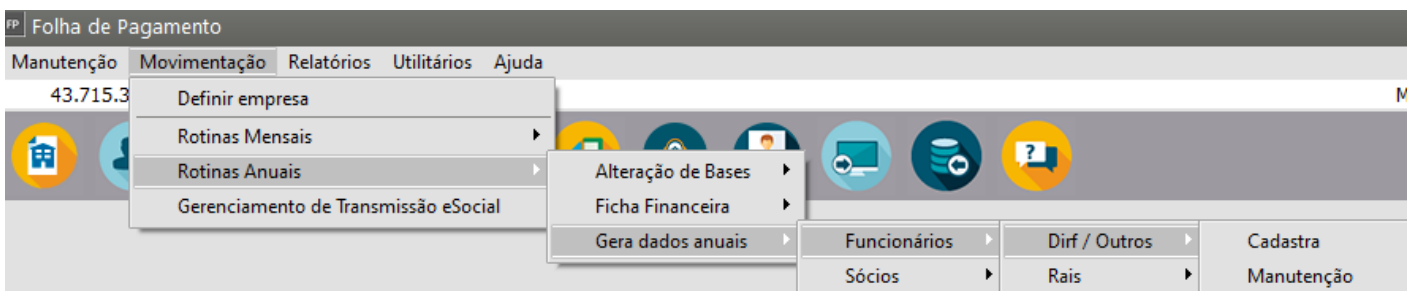 FP Folha de Pagamento
Manutenção Movimentação Relatórios Utilitários Ajuda
43.715.3 M
Definir empresa
Rotinas Mensais
Rotinas Anuais
Gerenciamento de Transmissão eSocial
Alteração de Bases
Ficha Financeira
Gera dados anuais
Funcionários
Sócios
Dirf / Outros
Rais
Cadastra
Manutenção